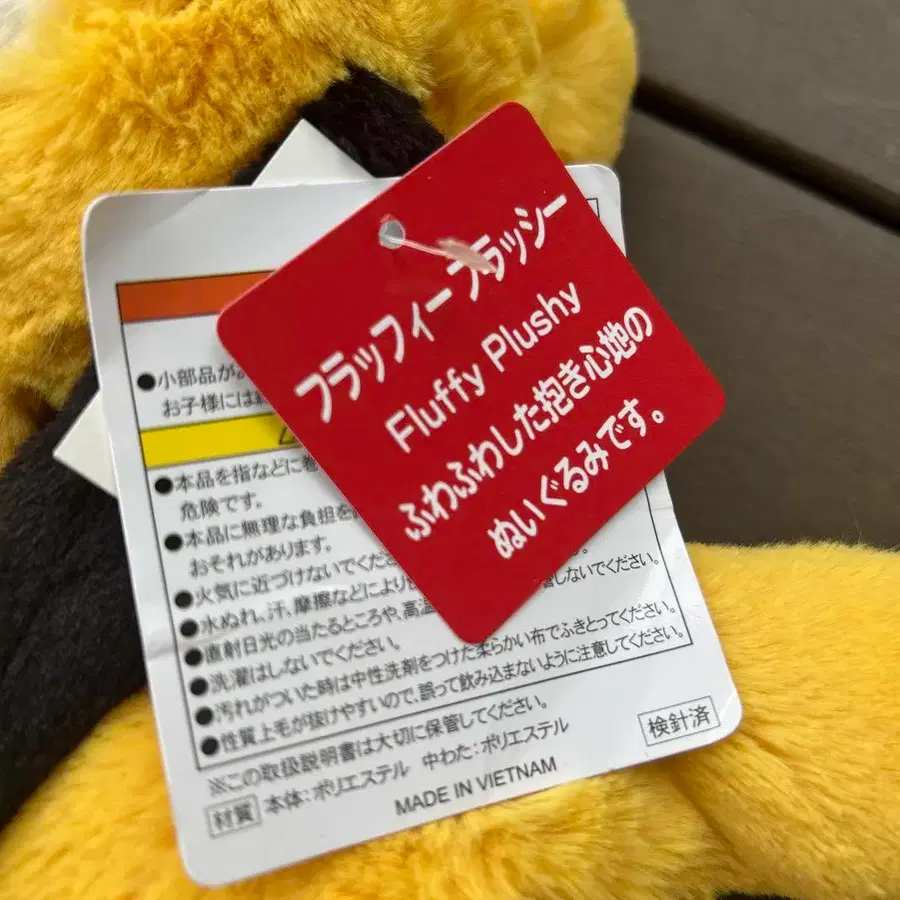 フラッフィープラッシー
Fluffy Plushy
ふわふわした抱き心地の
ぬいぐるみです。
●小部品が
お子様には
●本品を指などに巻
危険です。
●本品に無理な負担を
おそれがあります。
●火気に近づけないでくだ
●水ぬれ、汗、摩擦などにより
管しないでください。
●直射日光の当たるところや、高温
●洗濯はしないでください。
●汚れがついた時は中性洗剤をつけた柔らかい布でふきとってください。
●性質上毛が抜けやすいので、誤って飲み込まないように注意してください。
※この取扱説明書は大切に保管してください。
材質 本体:ポリエステル 中わた:ポリエステル
検針済
MADE IN VIETNAM